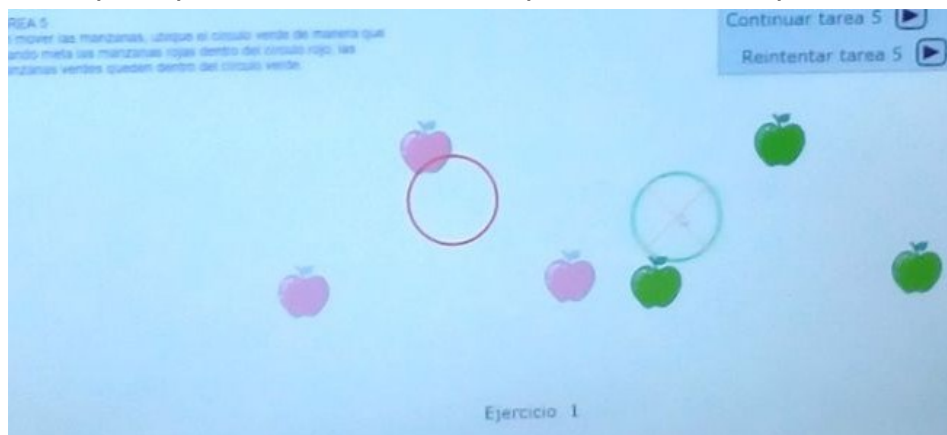 REA 5
mover las manzanas, ubique el círculo verde de manera que
ando meta las manzanas rojas dentro del círculo rojo, las
anzanas verdes queden dentro del círculo verde.
Continuar tarea 5
Reintentar tarea 5
Ejercicio 1